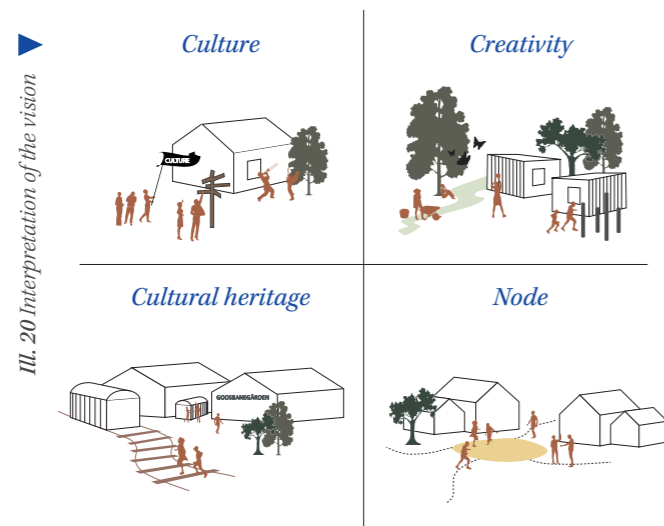 Ill. 20 Interpretation of the vision
Culture
CULTURE
Creativity
Cultural heritage
GODSBANEGÅRDEN
Node